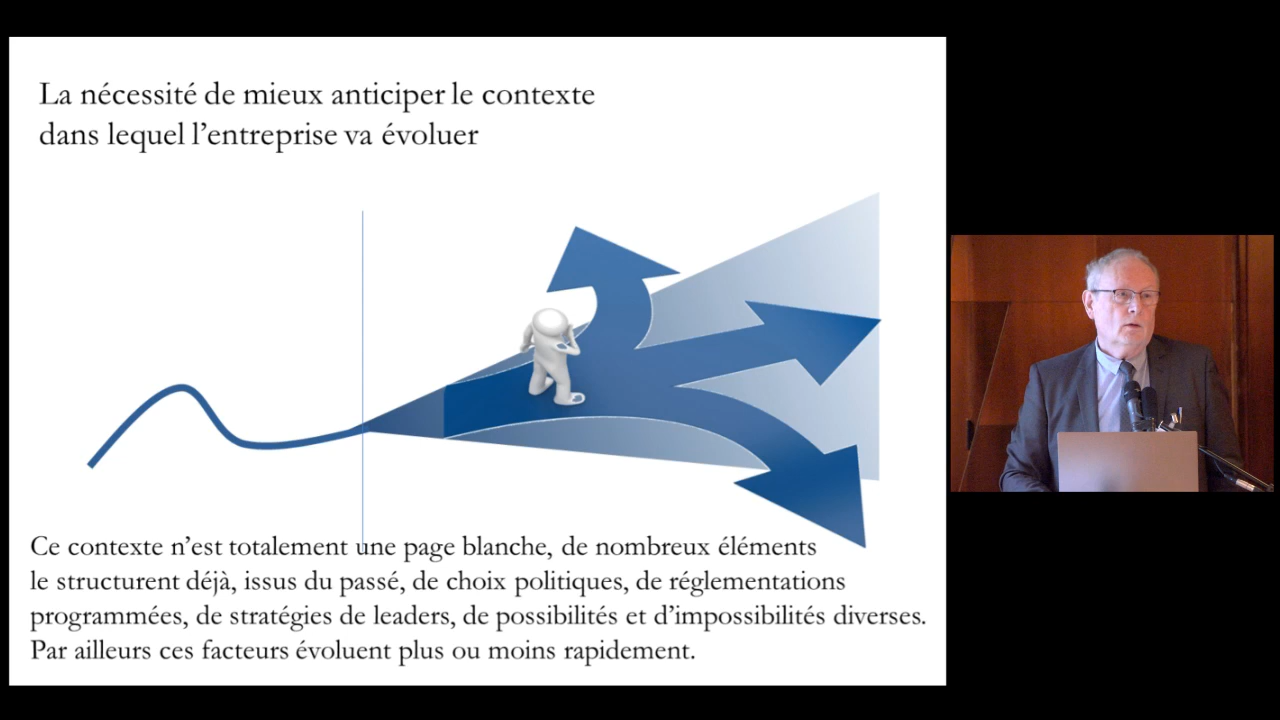 La nécessité de mieux anticiper le contexte
dans lequel l’entreprise va évoluer
Ce contexte n’est totalement une page blanche, de nombreux éléments
le structurent déjà, issus du passé, de choix politiques, de réglementations
programmées, de stratégies de leaders, de possibilités et d’impossibilités diverses.
Par ailleurs ces facteurs évoluent plus ou moins rapidement.